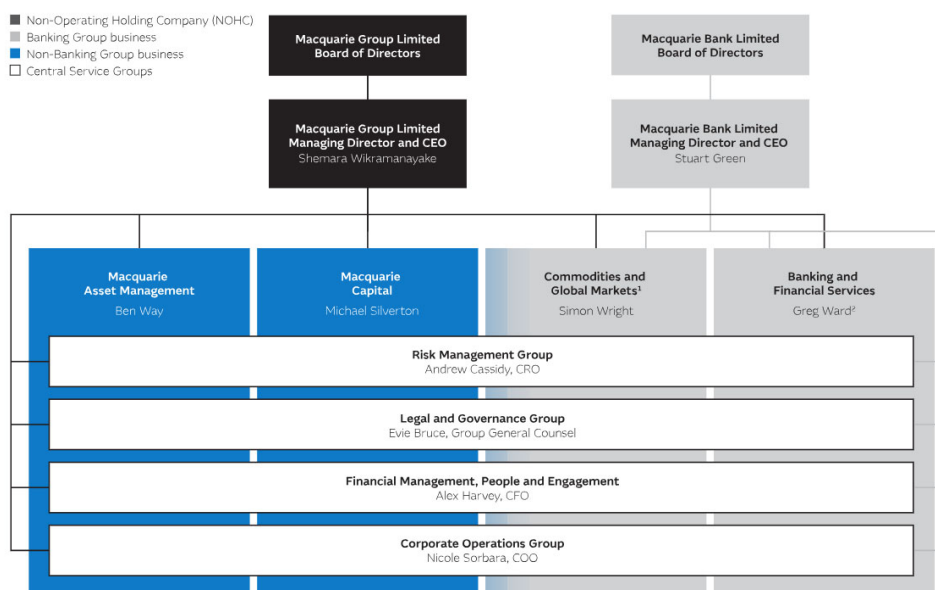 Non-Operating Holding Company (NOHC)
Banking Group business
Non-Banking Group business
Central Service Groups
Macquarie Group Limited
Board of Directors
Macquarie Bank Limited
Board of Directors
Macquarie Group Limited
Managing Director and CEO
Shemara Wikramanayake
Macquarie Bank Limited
Managing Director and CEO
Stuart Green
Macquarie
Asset Management
Ben Way
Macquarie
Capital
Michael Silverton
Commodities and
Global Markets¹
Simon Wright
Banking and
Financial Services
Greg Ward²
Risk Management Group
Andrew Cassidy, CRO
Legal and Governance Group
Evie Bruce, Group General Counsel
Financial Management, People and Engagement
Alex Harvey, CFO
Corporate Operations Group
Nicole Sorbara, COO